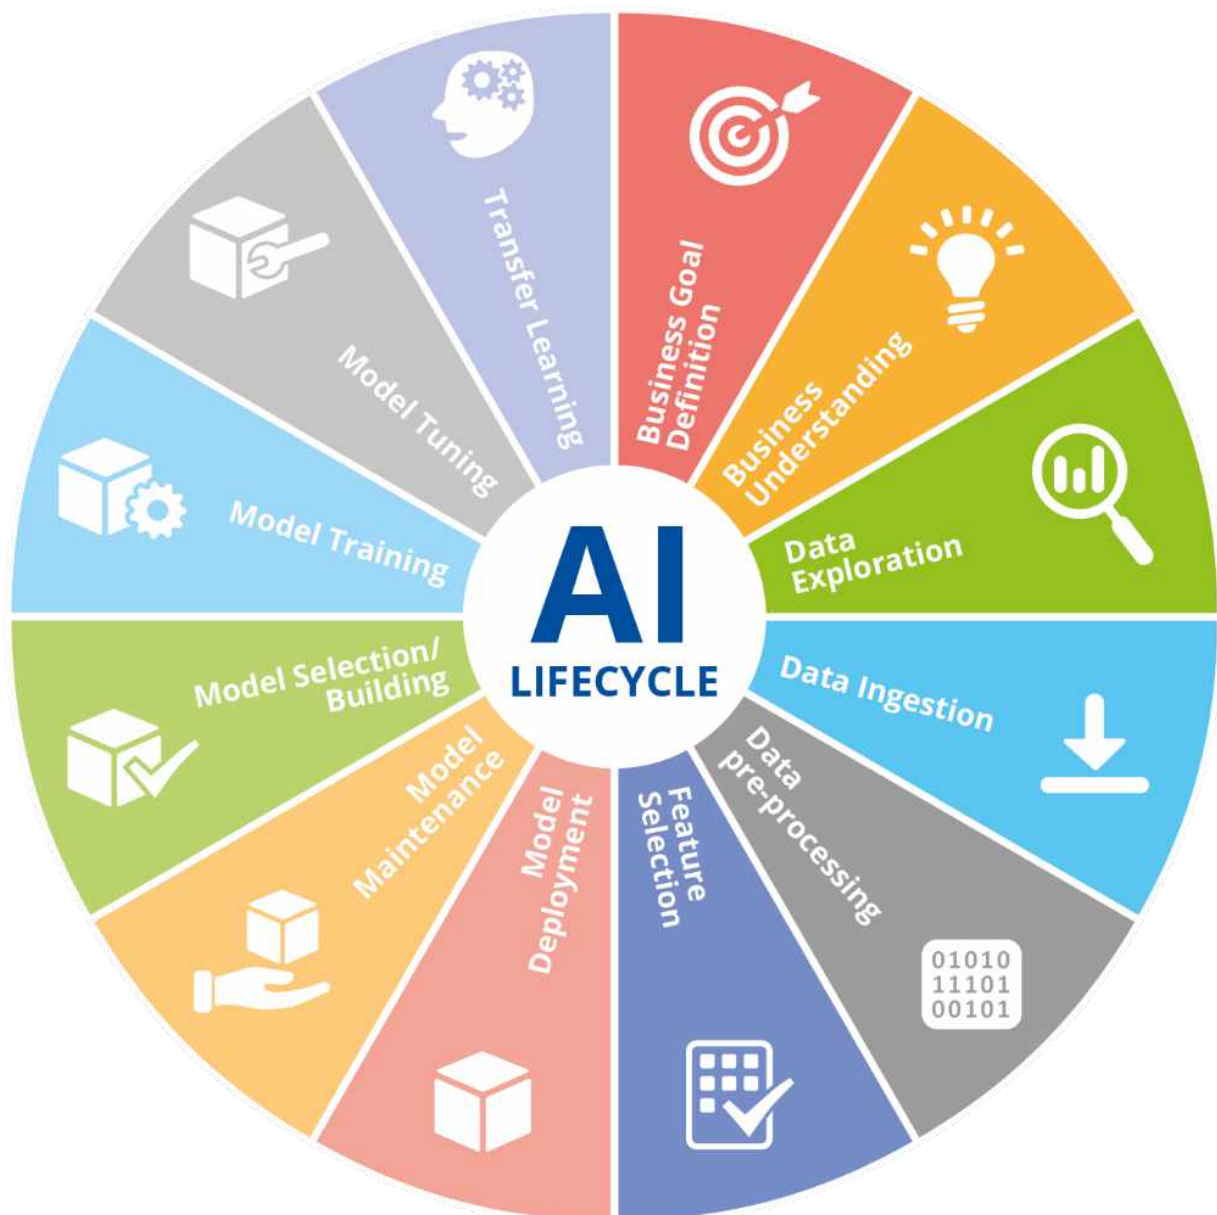 AI
LIFECYCLE
Business Goal
Definition
Business
Understanding
Data
Exploration
Data Ingestion
Data
pre-processing
01010
11101
00101
Feature
Selection
Model
Deployment
Model
Maintenance
Model Selection/
Building
Model Training
Model Tuning
Transfer Learning